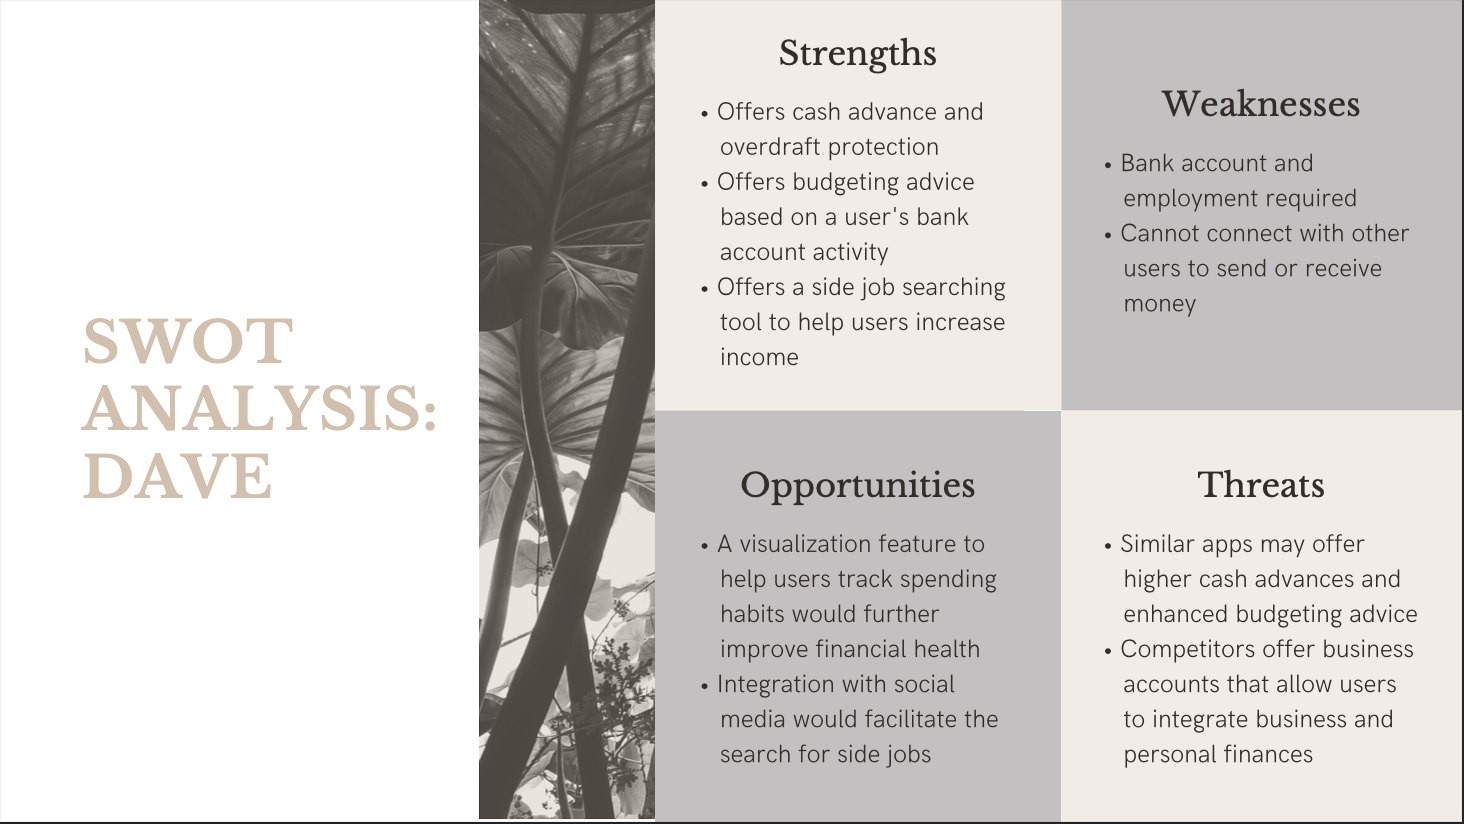 SWOT
ANALYSIS:
DAVE
Strengths
• Offers cash advance and
overdraft protection
• Offers budgeting advice
based on a user's bank
account activity
• Offers a side job searching
tool to help users increase
income
Weaknesses
• Bank account and
employment required
• Cannot connect with other
users to send or receive
money
Opportunities
• A visualization feature to
help users track spending
habits would further
improve financial health
• Integration with social
media would facilitate the
search for side jobs
Threats
• Similar apps may offer
higher cash advances and
enhanced budgeting advice
• Competitors offer business
accounts that allow users
to integrate business and
personal finances